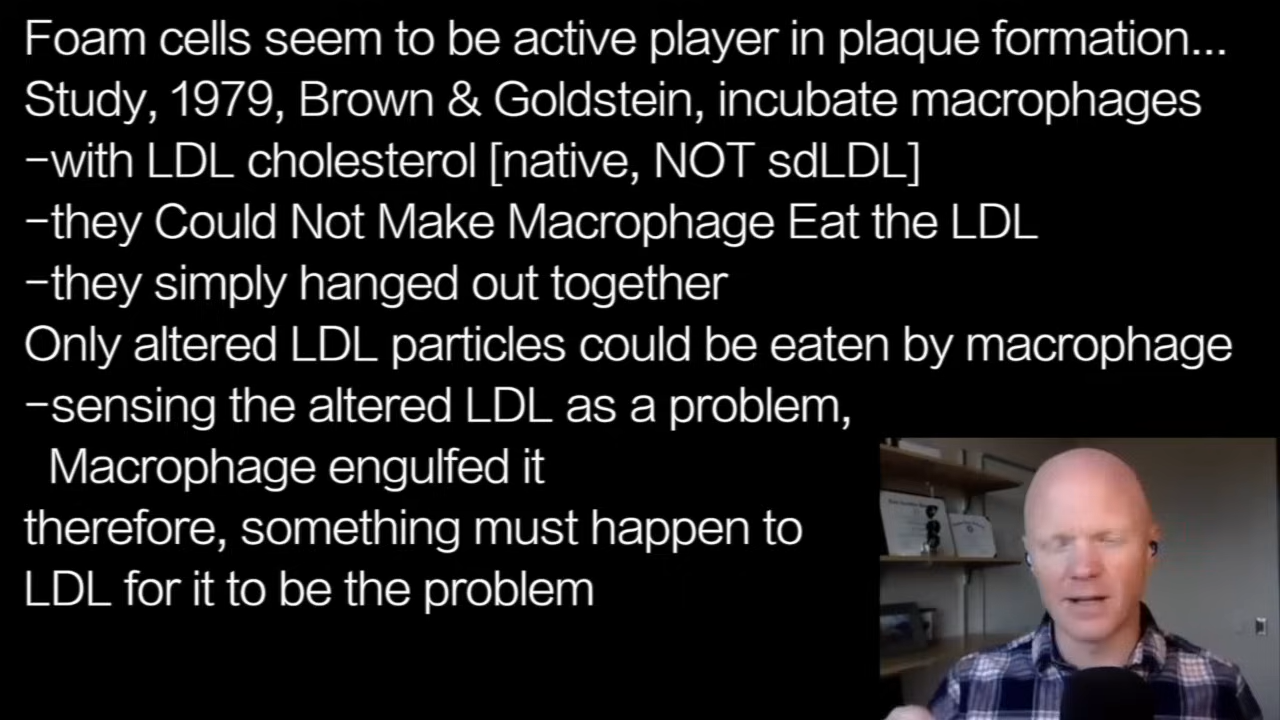 Foam cells seem to be active player in plaque formation...
Study, 1979, Brown & Goldstein, incubate macrophages
−with LDL cholesterol [native, NOT sdLDL]
−they Could Not Make Macrophage Eat the LDL
−they simply hanged out together
Only altered LDL particles could be eaten by macrophage
−sensing the altered LDL as a problem,
Macrophage engulfed it
therefore, something must happen to
LDL for it to be the problem